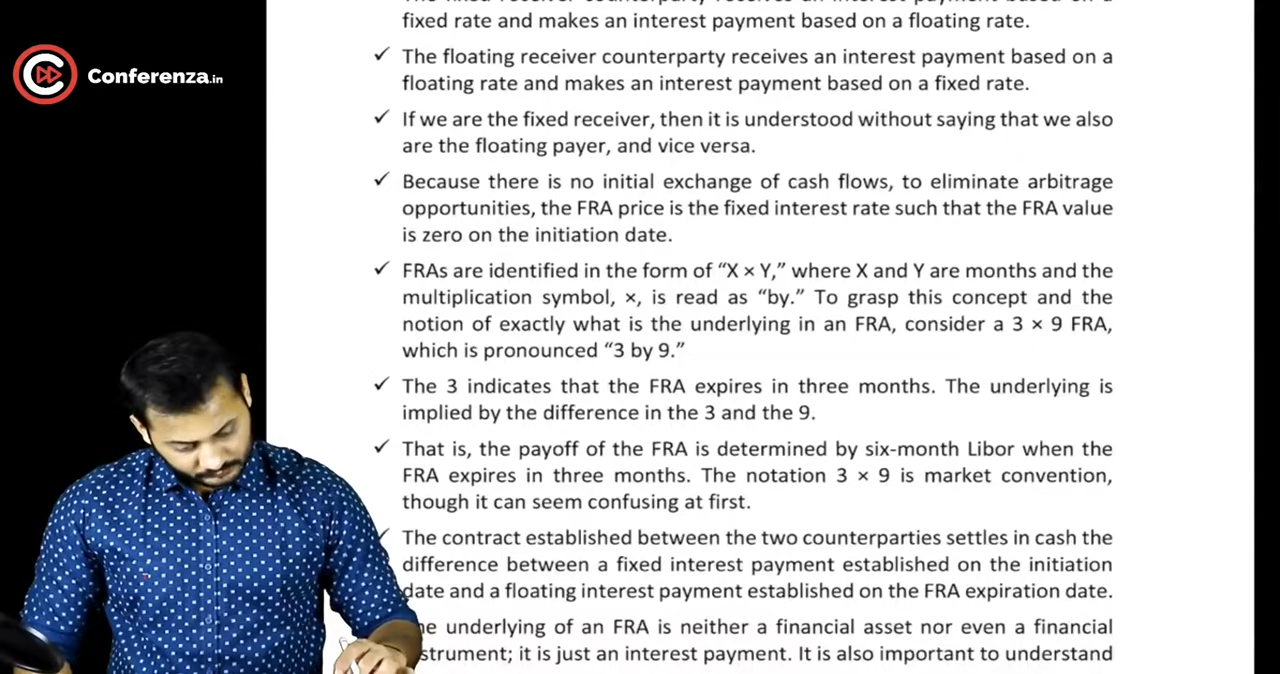 Conferenza.in
fixed rate and makes an interest payment based on a floating rate.
✓ The floating receiver counterparty receives an interest payment based on a
floating rate and makes an interest payment based on a fixed rate.
✓ If we are the fixed receiver, then it is understood without saying that we also
are the floating payer, and vice versa.
✓ Because there is no initial exchange of cash flows, to eliminate arbitrage
opportunities, the FRA price is the fixed interest rate such that the FRA value
is zero on the initiation date.
✓ FRAs are identified in the form of “X × Y,” where X and Y are months and the
multiplication symbol, ×, is read as “by.” To grasp this concept and the
notion of exactly what is the underlying in an FRA, consider a 3 × 9 FRA,
which is pronounced “3 by 9.”
✓ The 3 indicates that the FRA expires in three months. The underlying is
implied by the difference in the 3 and the 9.
✓ That is, the payoff of the FRA is determined by six-month Libor when the
FRA expires in three months. The notation 3 × 9 is market convention,
though it can seem confusing at first.
✓ The contract established between the two counterparties settles in cash the
difference between a fixed interest payment established on the initiation
date and a floating interest payment established on the FRA expiration date.
underlying of an FRA is neither a financial asset nor even a financial
it is just an interest payment. It is also important to understand